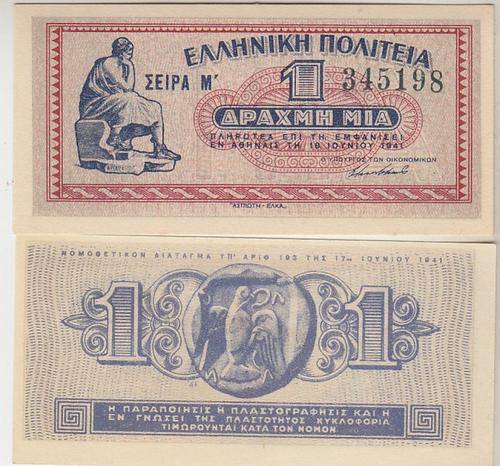 ΕΛΛΗΝΙΚΗ ΠΟΛΙΤΕΙΑ
ΣΕΙΡΑ Μ´ 1 345198
ΔΡΑΧΜΗ ΜΙΑ
ΠΛΗΡΩΤΕΑ ΕΠΙ ΤΗ ΕΜΦΑΝΙΣΕΙ
ΕΝ ΑΘΗΝΑΙΣ ΤΗ 18 ΙΟΥΝΙΟΥ 1941
Ο ΥΠΟΥΡΓΟΣ ΤΩΝ ΟΙΚΟΝΟΜΙΚΩΝ
"ΑΣΠΙΩΤΗ-ΕΛΚΑ„
ΝΟΜΟΘΕΤΙΚΟΝ ΔΙΑΤΑΓΜΑ ΥΠ' ΑΡΙΘ 193 ΤΗΣ 17ης ΙΟΥΝΙΟΥ 1941
1 1
Η ΠΑΡΑΠΟΙΗΣΙΣ Η ΠΛΑΣΤΟΓΡΑΦΗΣΙΣ ΚΑΙ Η
ΕΝ ΓΝΩΣΕΙ ΤΗΣ ΠΛΑΣΤΟΤΗΤΟΣ ΚΥΚΛΟΦΟΡΙΑ
ΤΙΜΩΡΟΥΝΤΑΙ ΚΑΤΑ ΤΟΝ ΝΟΜΟΝ.